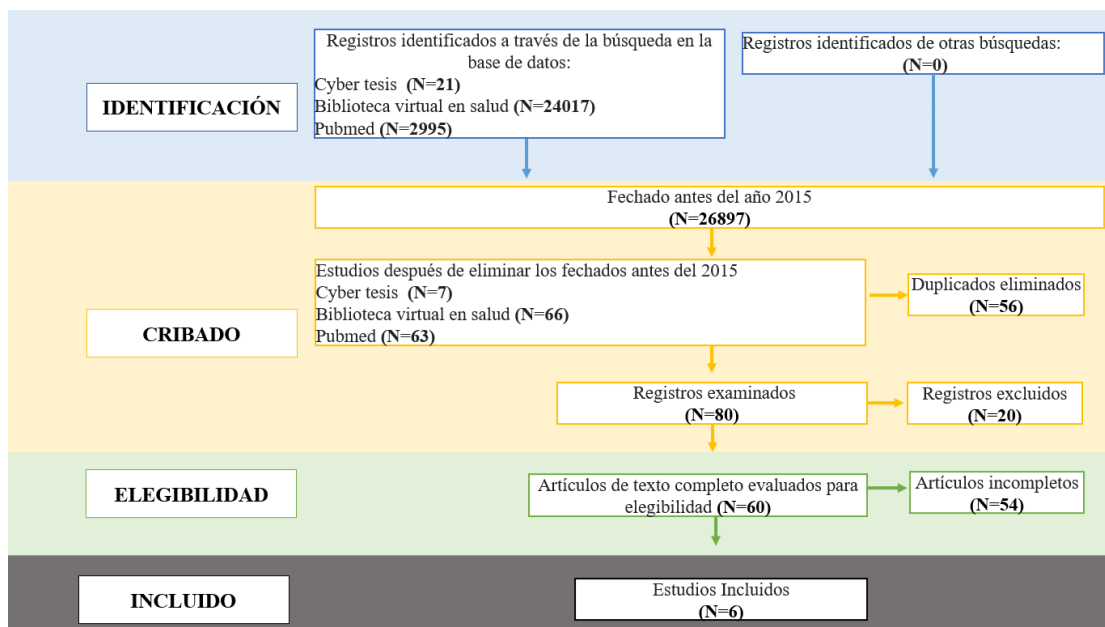 IDENTIFICACIÓN
Registros identificados a través de la búsqueda en la
base de datos:
Cyber tesis (N=21)
Biblioteca virtual en salud (N=24017)
Pubmed (N=2995)
Registros identificados de otras búsquedas:
(N=0)
CRIBADO
Fechado antes del año 2015
(N=26897)
Estudios después de eliminar los fechados antes del 2015
Cyber tesis (N=7)
Biblioteca virtual en salud (N=66)
Pubmed (N=63)
Duplicados eliminados
(N=56)
Registros examinados
(N=80)
Registros excluidos
(N=20)
ELEGIBILIDAD
Artículos de texto completo evaluados para
elegibilidad (N=60)
Artículos incompletos
(N=54)
INCLUIDO
Estudios Incluidos
(N=6)